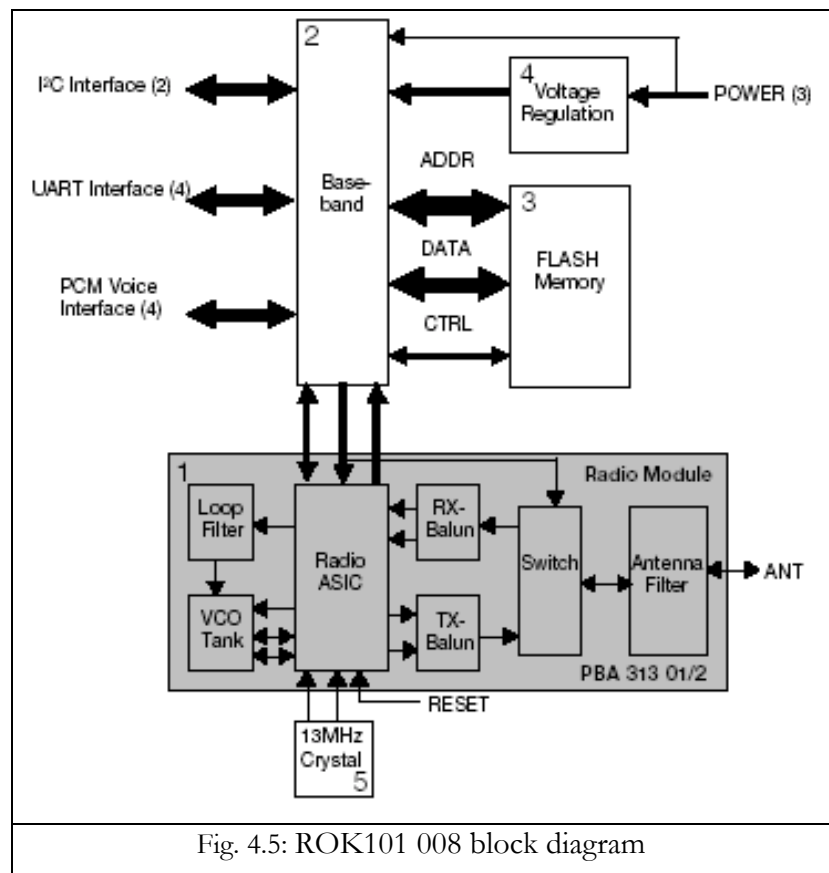 2
I²C Interface (2)
4
Voltage
Regulation
POWER (3)
ADDR
UART Interface (4)
Base-
band
3
DATA
FLASH
Memory
PCM Voice
Interface (4)
CTRL
1
Radio Module
Loop
Filter
RX-
Balun
Radio
ASIC
Switch
Antenna
Filter
ANT
VCO
Tank
TX-
Balun
PBA 313 01/2
RESET
13MHz
Crystal
5
Fig. 4.5: ROK101 008 block diagram